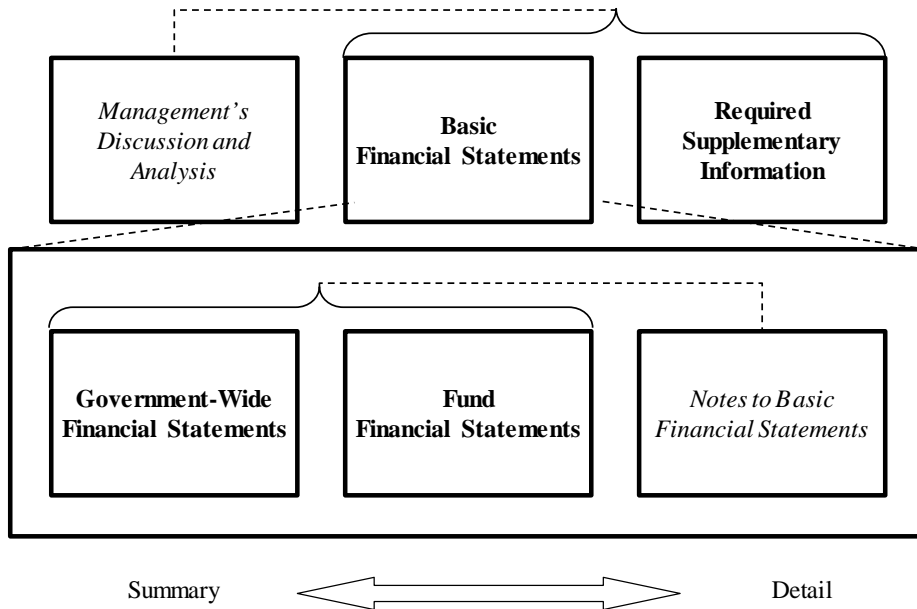 Management's
Discussion and
Analysis
Basic
Financial Statements
Required
Supplementary
Information
Government-Wide
Financial Statements
Fund
Financial Statements
Notes to Basic
Financial Statements
Summary
Detail